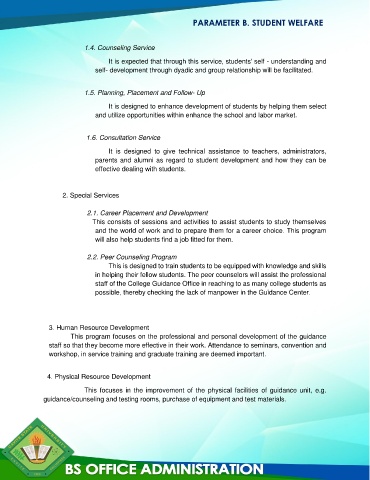 PARAMETER B. STUDENT WELFARE
1.4. Counseling Service
It is expected that through this service, students' self - understanding and
self- development through dyadic and group relationship will be facilitated.
1.5. Planning, Placement and Follow- Up
It is designed to enhance development of students by helping them select
and utilize opportunities within enhance the school and labor market.
1.6. Consultation Service
It is designed to give technical assistance to teachers, administrators,
parents and alumni as regard to student development and how they can be
effective dealing with students.
2. Special Services
2.1. Career Placement and Development
This consists of sessions and activities to assist students to study themselves
and the world of work and to prepare them for a career choice. This program
will also help students find a job fitted for them.
2.2. Peer Counseling Program
This is designed to train students to be equipped with knowledge and skills
in helping their fellow students. The peer counselors will assist the professional
staff of the College Guidance Office in reaching to as many college students as
possible, thereby checking the lack of manpower in the Guidance Center.
3. Human Resource Development
This program focuses on the professional and personal development of the guidance
staff so that they become more effective in their work. Attendance to seminars, convention and
workshop, in service training and graduate training are deemed important.
4. Physical Resource Development
This focuses in the improvement of the physical facilities of guidance unit, e.g.
guidance/counseling and testing rooms, purchase of equipment and test materials.
BS OFFICE ADMINISTRATION